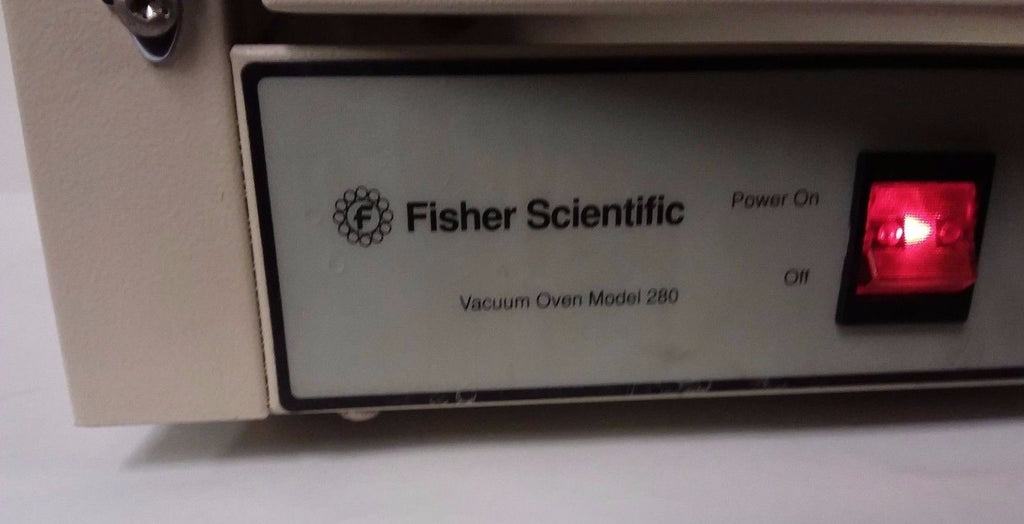 Fisher Scientific
Vacuum Oven Model 280
Power On
Off